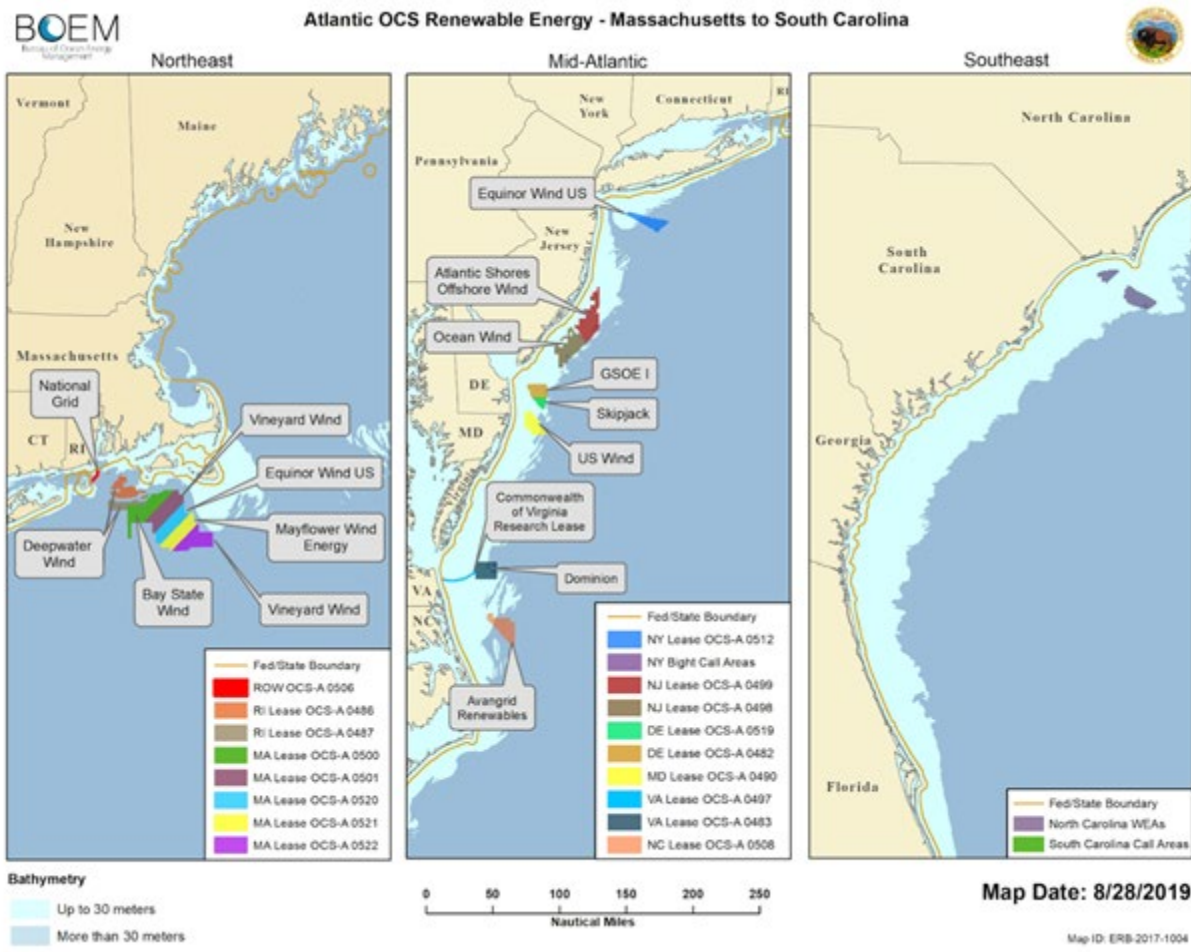 BOEM
Bureau of Ocean Energy
Management
Atlantic OCS Renewable Energy - Massachusetts to South Carolina
Northeast
Vermont
Maine
New
Hampshire
Massachusetts
National
Grid
CT
RI
Vineyard Wind
Equinor Wind US
Mayflower Wind
Energy
Deepwater
Wind
Bay State
Wind
Vineyard Wind
Fed/State Boundary
ROW OCS-A 0506
RI Lease OCS-A 0486
RI Lease OCS-A 0487
MA Lease OCS-A 0500
MA Lease OCS-A 0501
MA Lease OCS-A 0520
MA Lease OCS-A 0521
MA Lease OCS-A 0522
Mid-Atlantic
New
York
Connecticut
RI
Pennsylvania
Equinor Wind US
New
Jersey
Atlantic Shores
Offshore Wind
Ocean Wind
DE
GSOE I
Skipjack
MD
US Wind
Virginia
Commonwealth
of Virginia
Research Lease
Dominion
VA
NC
Avangrid
Renewables
Fed/State Boundary
NY Lease OCS-A 0512
NY Bight Call Areas
NJ Lease OCS-A 0499
NJ Lease OCS-A 0498
DE Lease OCS-A 0519
DE Lease OCS-A 0482
MD Lease OCS-A 0490
VA Lease OCS-A 0497
VA Lease OCS-A 0483
NC Lease OCS-A 0508
Southeast
North Carolina
South
Carolina
Georgia
Florida
Fed/State Boundary
North Carolina WEAs
South Carolina Call Areas
Bathymetry
Up to 30 meters
More than 30 meters
0 50 100 150 200 250
Nautical Miles
Map Date: 8/28/2019
Map ID: ERB-2017-1004